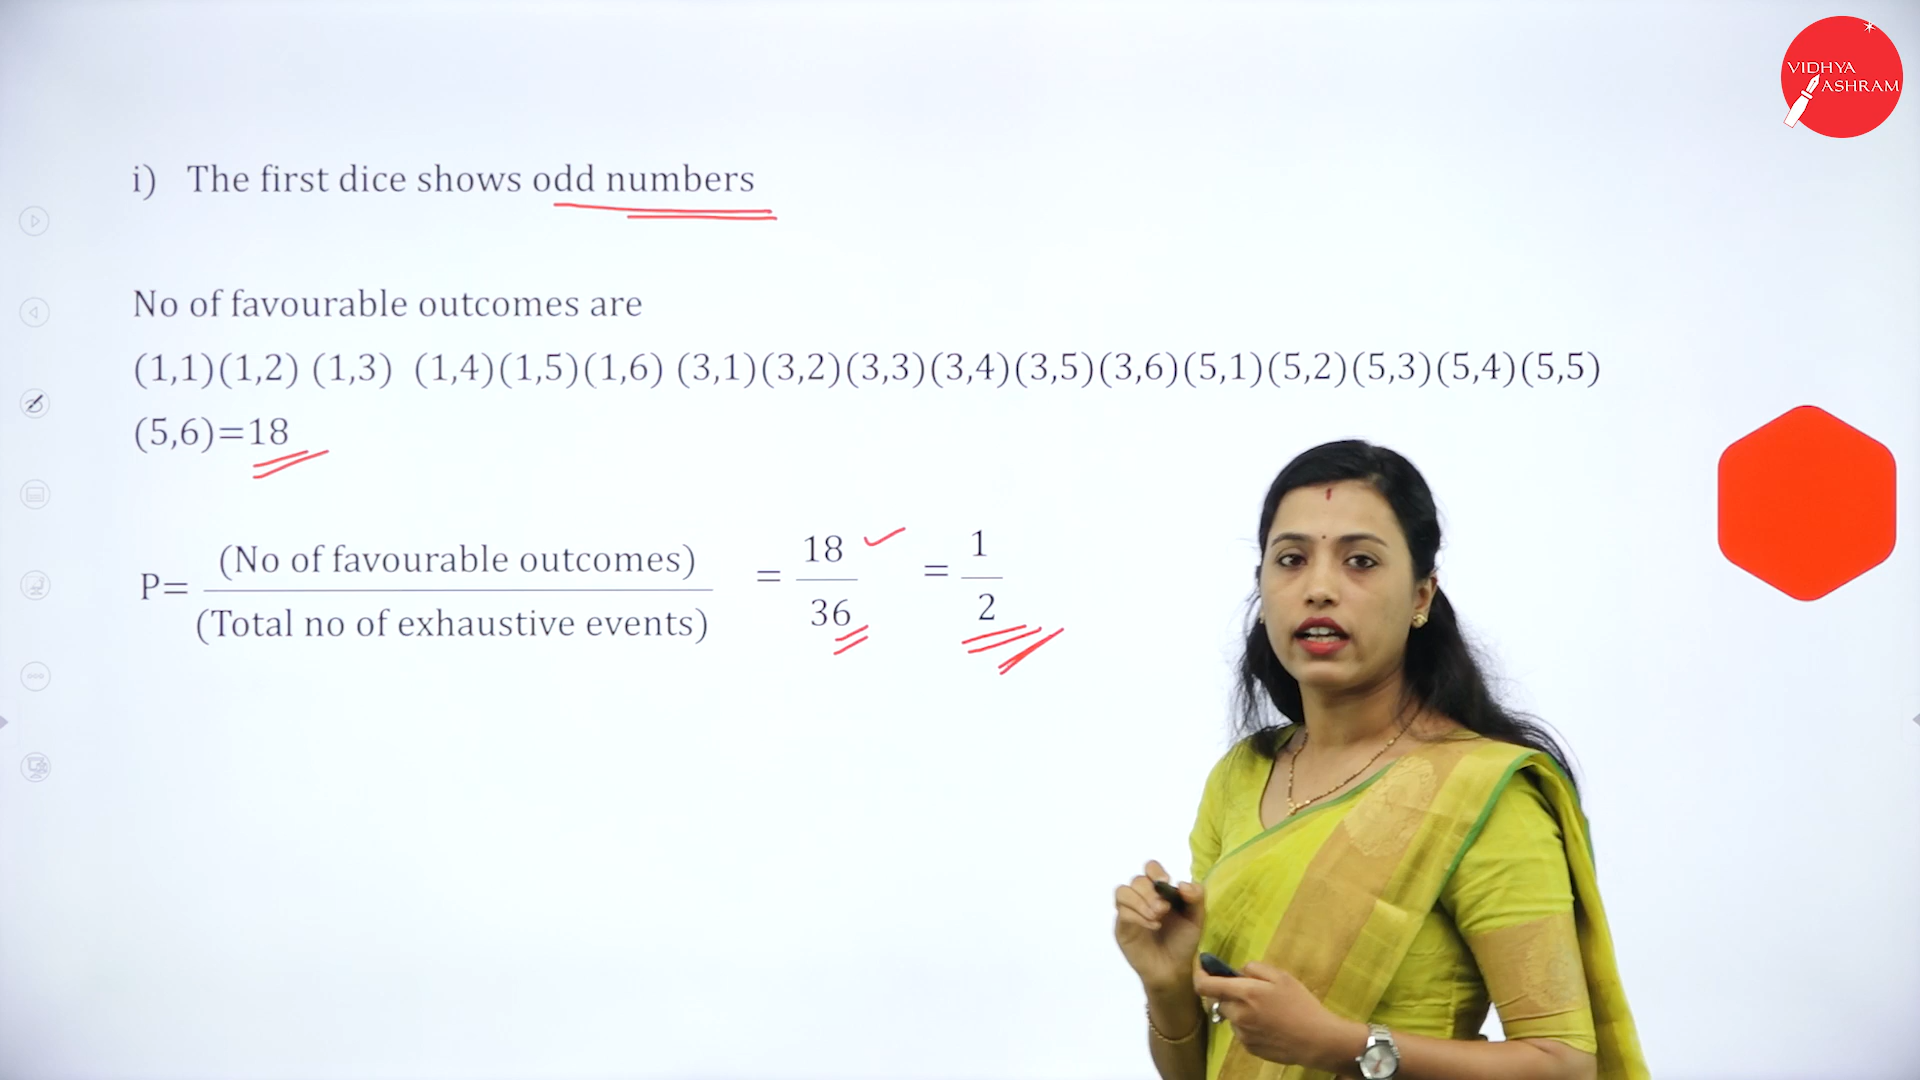 VIDHYA
ASHRAM
i) The first dice shows odd numbers
No of favourable outcomes are
(1,1)(1,2) (1,3) (1,4)(1,5)(1,6) (3,1)(3,2)(3,3)(3,4)(3,5)(3,6)(5,1)(5,2)(5,3)(5,4)(5,5)
(5,6)=18
P= (No of favourable outcomes) / (Total no of exhaustive events) = 18/36 = 1/2